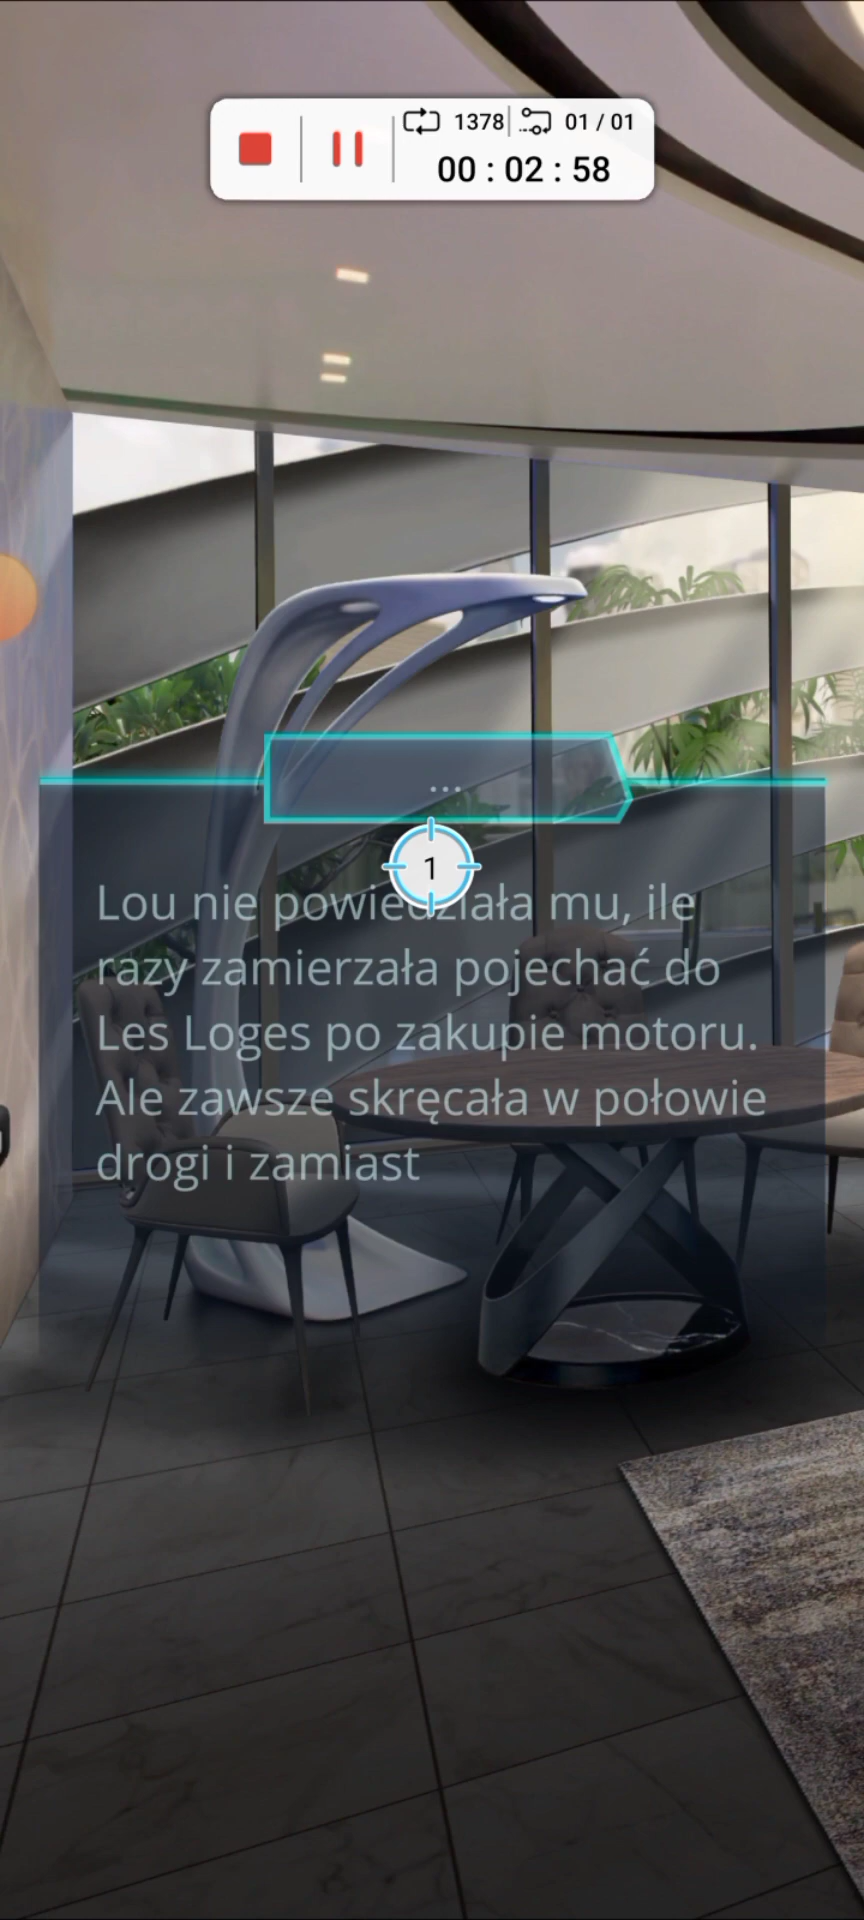 1378 01 / 01
00 : 02 : 58
...
1
Lou nie powiedziała mu, ile
razy zamierzała pojechać do
Les Loges po zakupie motoru.
Ale zawsze skręcała w połowie
drogi i zamiast